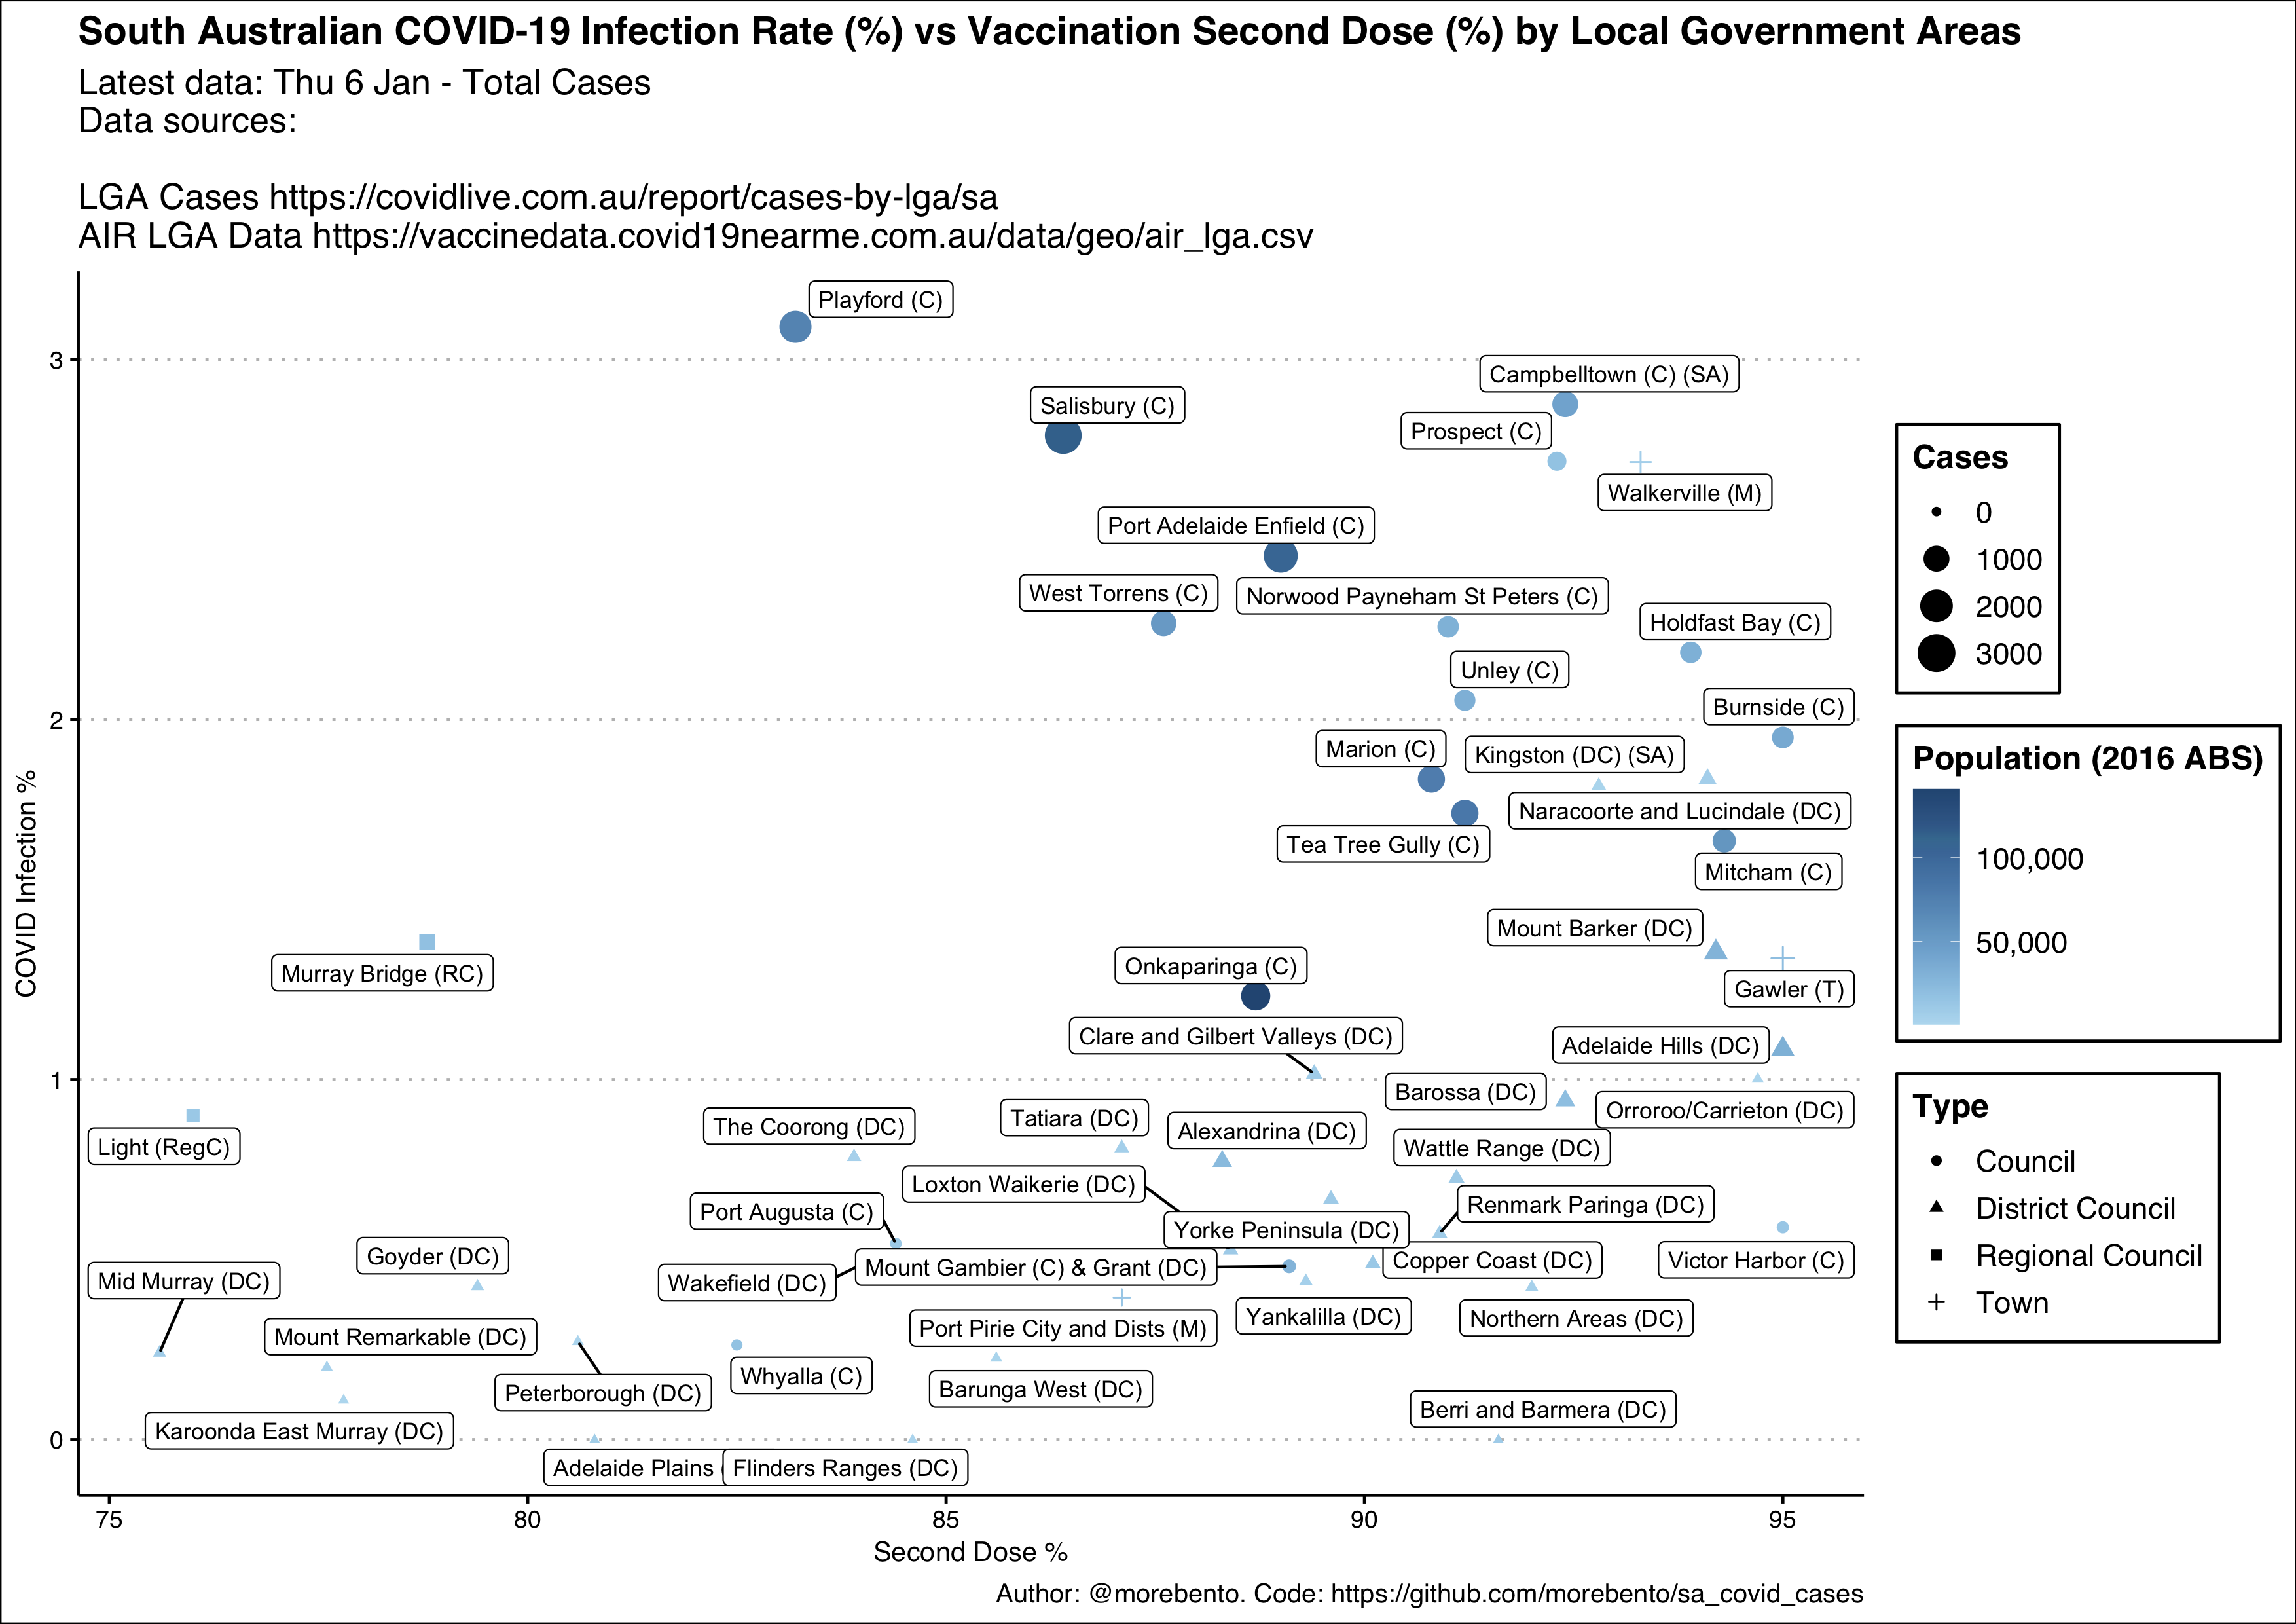 South Australian COVID-19 Infection Rate (%) vs Vaccination Second Dose (%) by Local Government Areas
Latest data: Thu 6 Jan - Total Cases
Data sources:
LGA Cases https://covidlive.com.au/report/cases-by-lga/sa
AIR LGA Data https://vaccinedata.covid19nearme.com.au/data/geo/air_lga.csv
COVID Infection %
3
2
1
0
Playford (C)
Campbelltown (C) (SA)
Salisbury (C)
Prospect (C)
Walkerville (M)
Port Adelaide Enfield (C)
West Torrens (C)
Norwood Payneham St Peters (C)
Holdfast Bay (C)
Unley (C)
Burnside (C)
Marion (C)
Kingston (DC) (SA)
Naracoorte and Lucindale (DC)
Tea Tree Gully (C)
Mitcham (C)
Mount Barker (DC)
Onkaparinga (C)
Murray Bridge (RC)
Gawler (T)
Clare and Gilbert Valleys (DC)
Adelaide Hills (DC)
Barossa (DC)
Orroroo/Carrieton (DC)
Tatiara (DC)
The Coorong (DC)
Alexandrina (DC)
Light (RegC)
Wattle Range (DC)
Loxton Waikerie (DC)
Renmark Paringa (DC)
Port Augusta (C)
Yorke Peninsula (DC)
Goyder (DC)
Copper Coast (DC)
Victor Harbor (C)
Mount Gambier (C) & Grant (DC)
Mid Murray (DC)
Wakefield (DC)
Yankalilla (DC)
Northern Areas (DC)
Port Pirie City and Dists (M)
Mount Remarkable (DC)
Whyalla (C)
Barunga West (DC)
Peterborough (DC)
Berri and Barmera (DC)
Karoonda East Murray (DC)
Adelaide Plains
Flinders Ranges (DC)
75
80
85
90
95
Second Dose %
Cases
0
1000
2000
3000
Population (2016 ABS)
100,000
50,000
Type
Council
District Council
Regional Council
Town
Author: @morebento. Code: https://github.com/morebento/sa_covid_cases